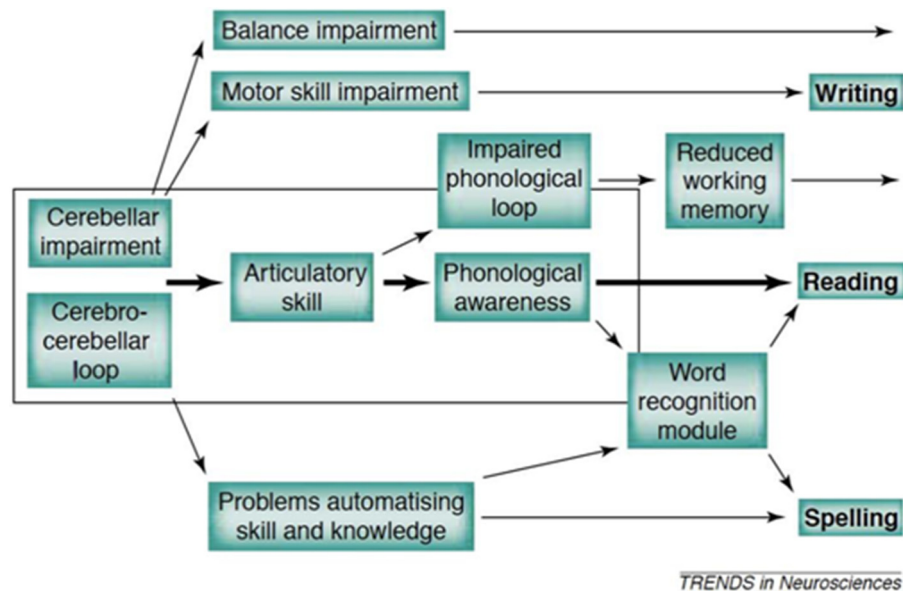 Balance impairment
Motor skill impairment
Writing
Impaired
phonological
loop
Reduced
working
memory
Cerebellar
impairment
Articulatory
skill
Phonological
awareness
Reading
Cerebro-
cerebellar
loop
Word
recognition
module
Problems automatising
skill and knowledge
Spelling
TRENDS in Neurosciences